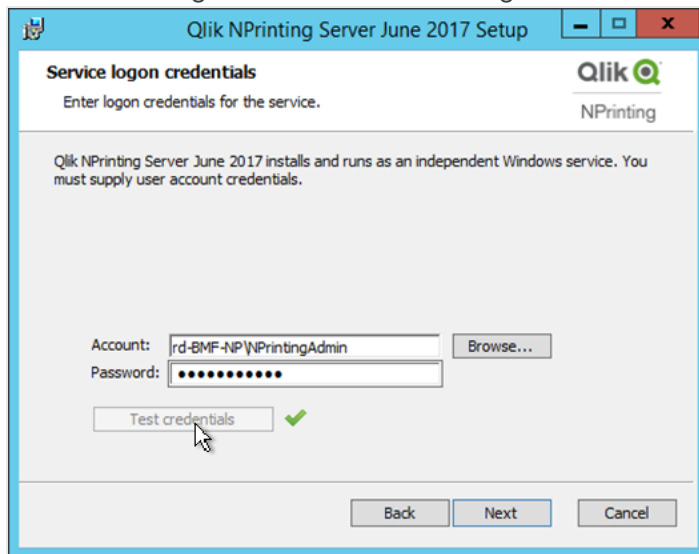 Qlik NPrinting Server June 2017 Setup
Service logon credentials
Enter logon credentials for the service.
Qlik
NPrinting
Qlik NPrinting Server June 2017 installs and runs as an independent Windows service. You
must supply user account credentials.
Account: rd-BMF-NP\NPrintingAdmin Browse...
Password: ●●●●●●●●●●●
Test credentials
Back Next Cancel